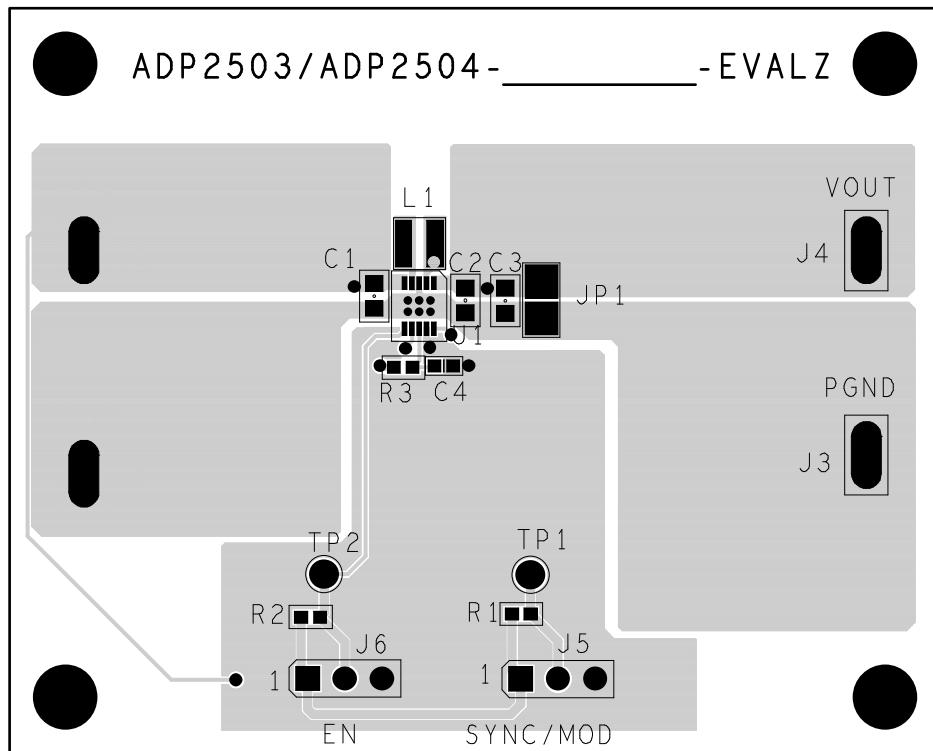 ADP2503/ADP2504-__________-EVALZ
VOUT
L1
J4
C1
C2
C3
JP1
J1
R3
C4
PGND
J3
TP2
TP1
R2
R1
J6
J5
1
1
EN
SYNC/MOD